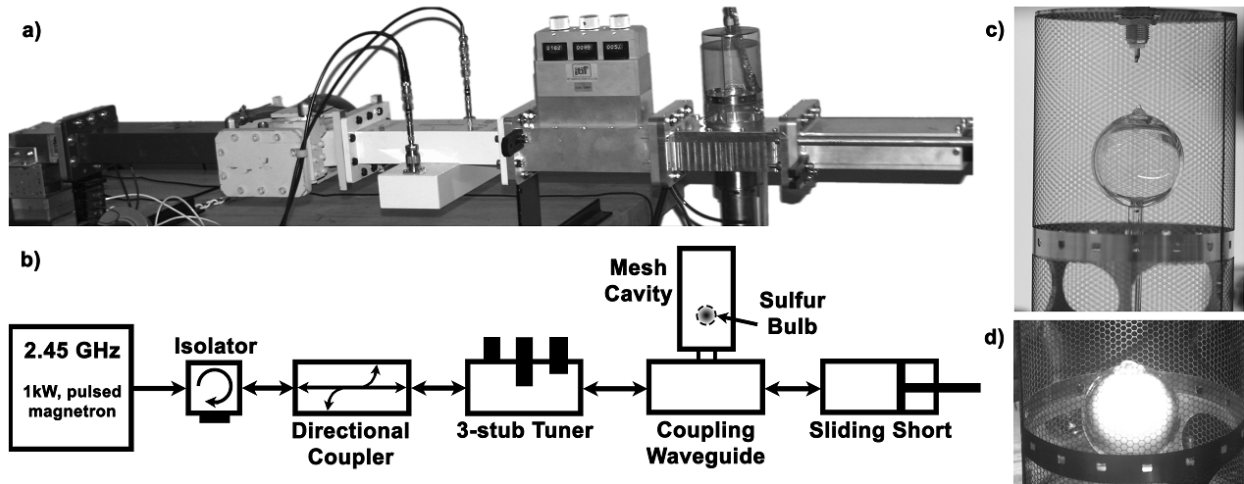 a)
c)
b)
Mesh
Cavity
Sulfur
Bulb
2.45 GHz
1kW, pulsed
magnetron
Isolator
Directional
Coupler
3-stub Tuner
Coupling
Waveguide
Sliding Short
d)